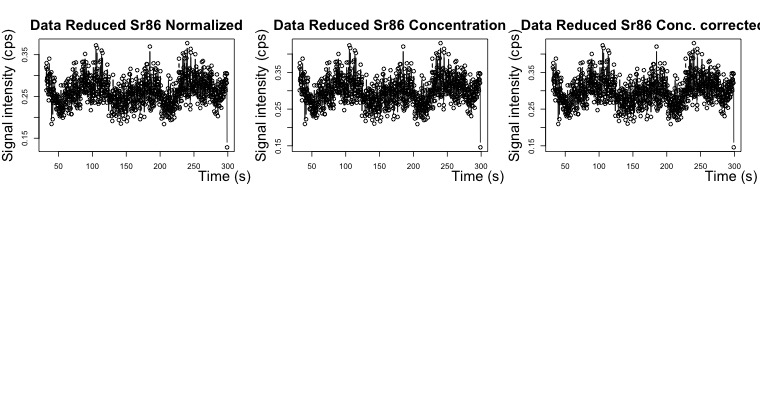 Data Reduced Sr86 Normalized
Signal intensity (cps)
0.35
0.25
0.15
50 100 150 200 250 300
Time (s)
Data Reduced Sr86 Concentration
Signal intensity (cps)
0.35
0.25
0.15
50 100 150 200 250 300
Time (s)
Data Reduced Sr86 Conc. corrected
Signal intensity (cps)
0.35
0.25
0.15
50 100 150 200 250 300
Time (s)